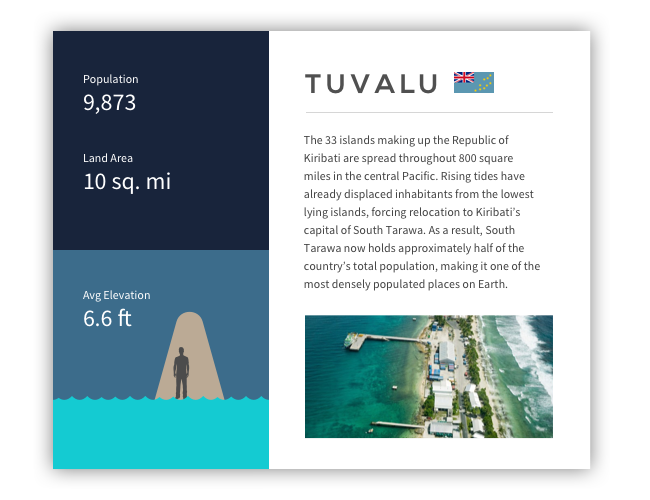 Population
9,873
Land Area
10 sq. mi
Avg Elevation
6.6 ft
TUVALU
The 33 islands making up the Republic of
Kiribati are spread throughout 800 square
miles in the central Pacific. Rising tides have
already displaced inhabitants from the lowest
lying islands, forcing relocation to Kiribati's
capital of South Tarawa. As a result, South
Tarawa now holds approximately half of the
country's total population, making it one of the
most densely populated places on Earth.